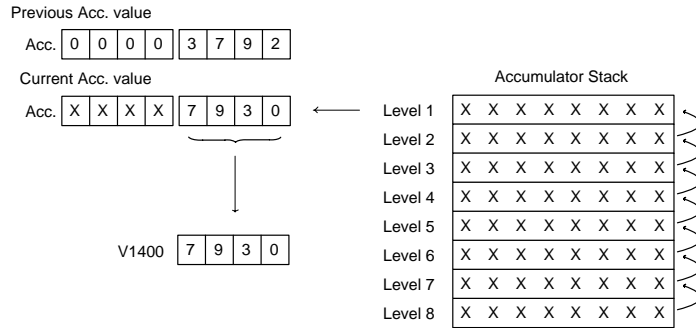 Previous Acc. value
Acc. 0 0 0 0 3 7 9 2
Current Acc. value
Acc. X X X X 7 9 3 0
V1400 7 9 3 0
Accumulator Stack
Level 1 X X X X X X X X
Level 2 X X X X X X X X
Level 3 X X X X X X X X
Level 4 X X X X X X X X
Level 5 X X X X X X X X
Level 6 X X X X X X X X
Level 7 X X X X X X X X
Level 8 X X X X X X X X